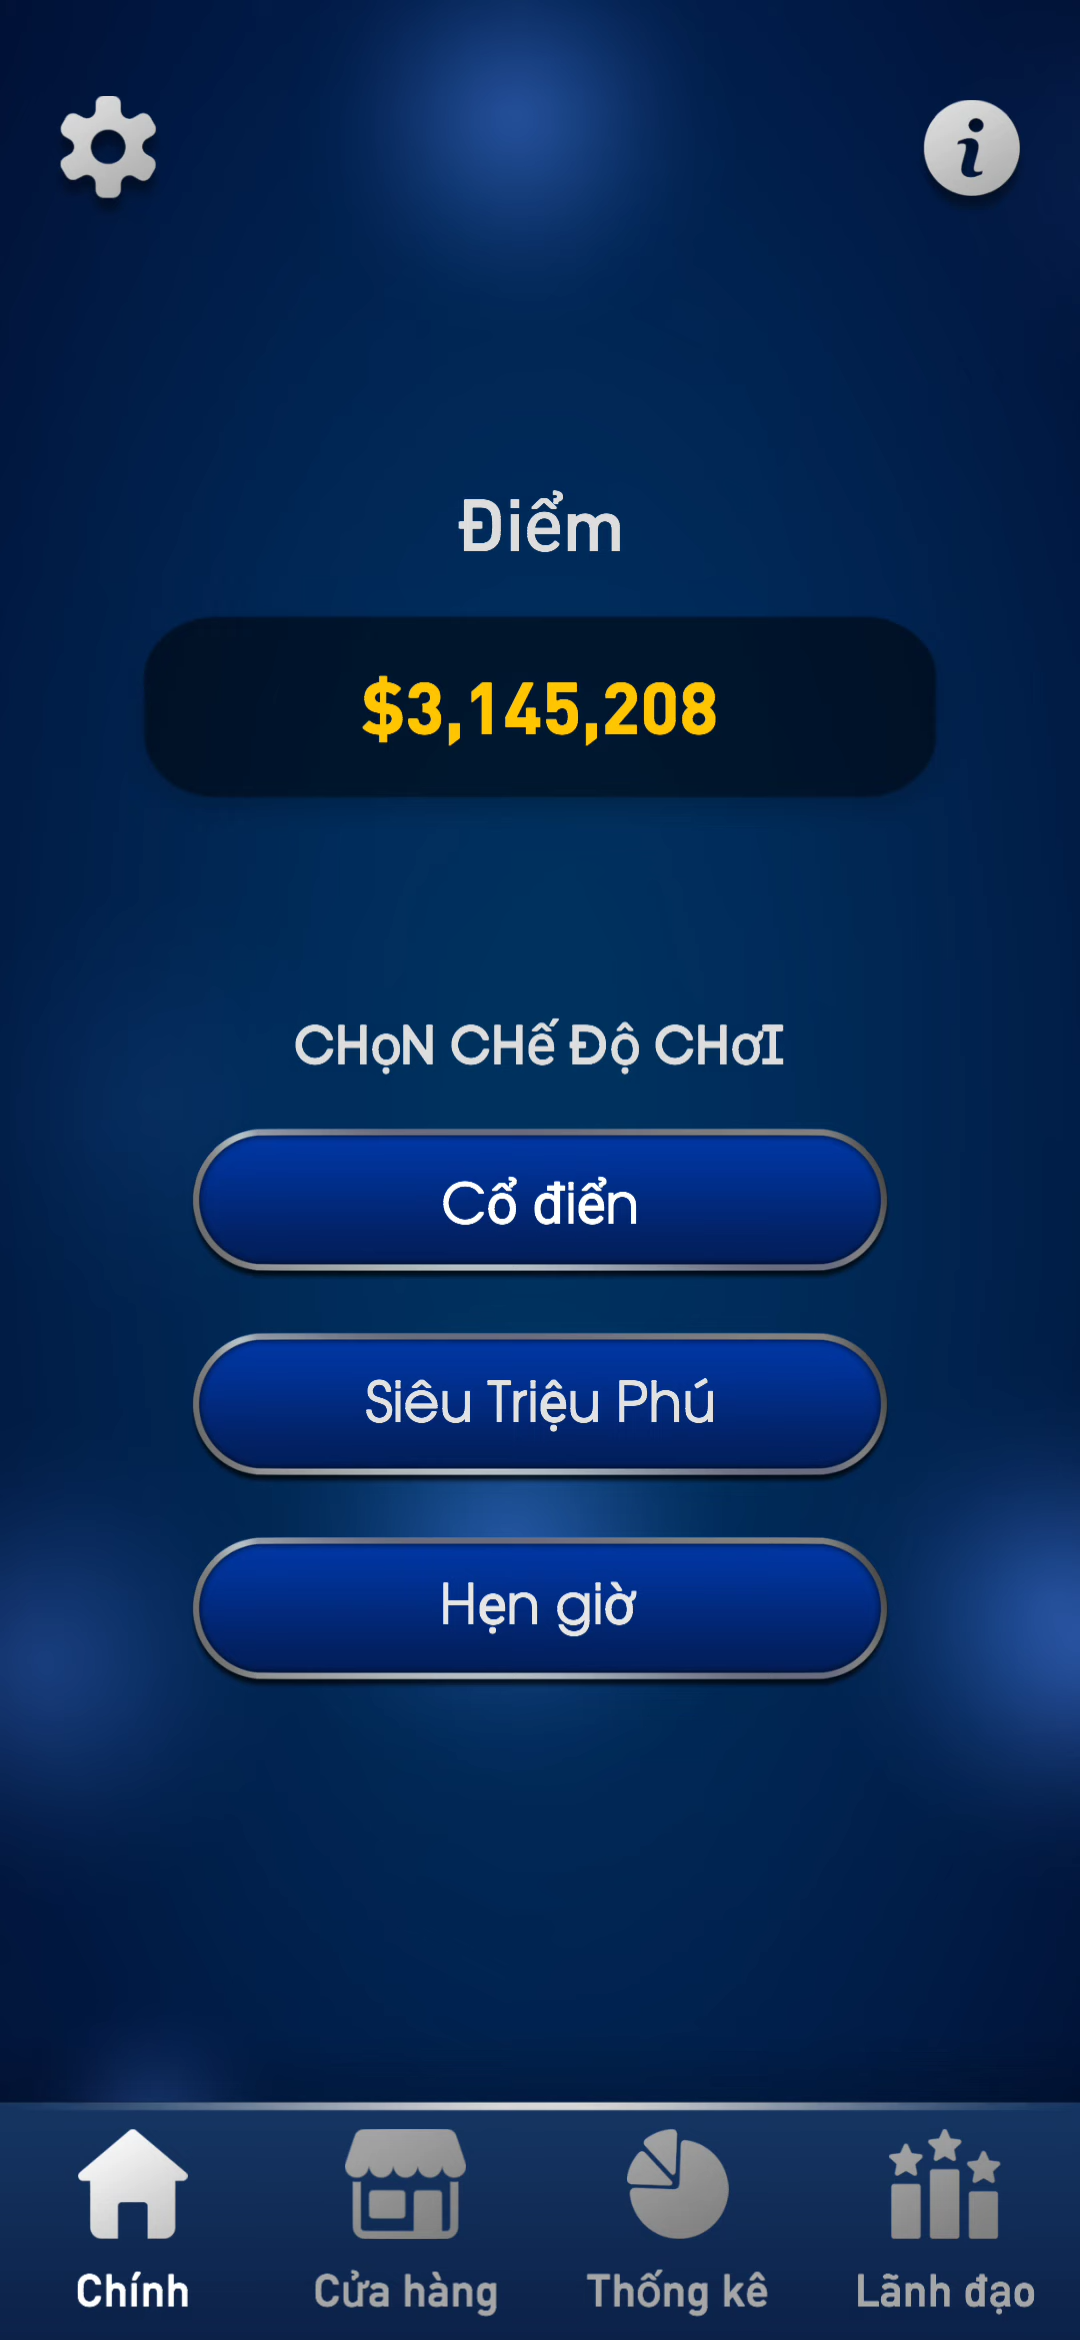 Điểm
$3,145,208
CHọN CHế Độ CHơI
Cổ điển
Siêu Triệu Phú
Hẹn giờ
Chính
Cửa hàng
Thống kê
Lãnh đạo